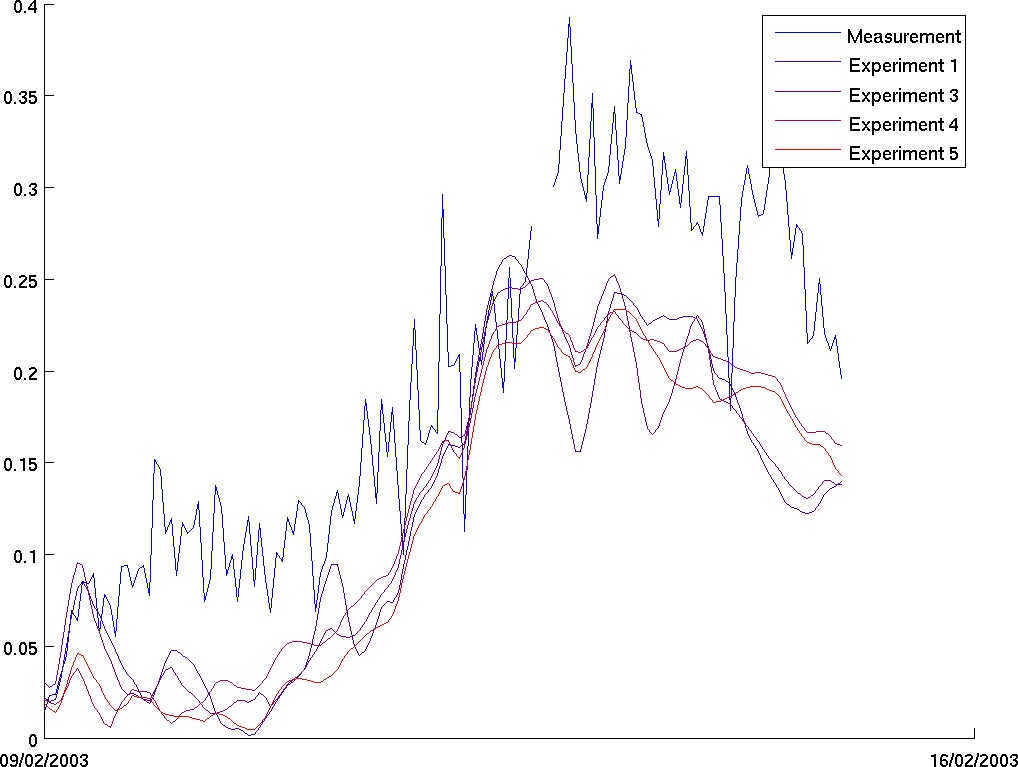 0.4
0.35
0.3
0.25
0.2
0.15
0.1
0.05
0
09/02/2003
16/02/2003
Measurement
Experiment 1
Experiment 3
Experiment 4
Experiment 5